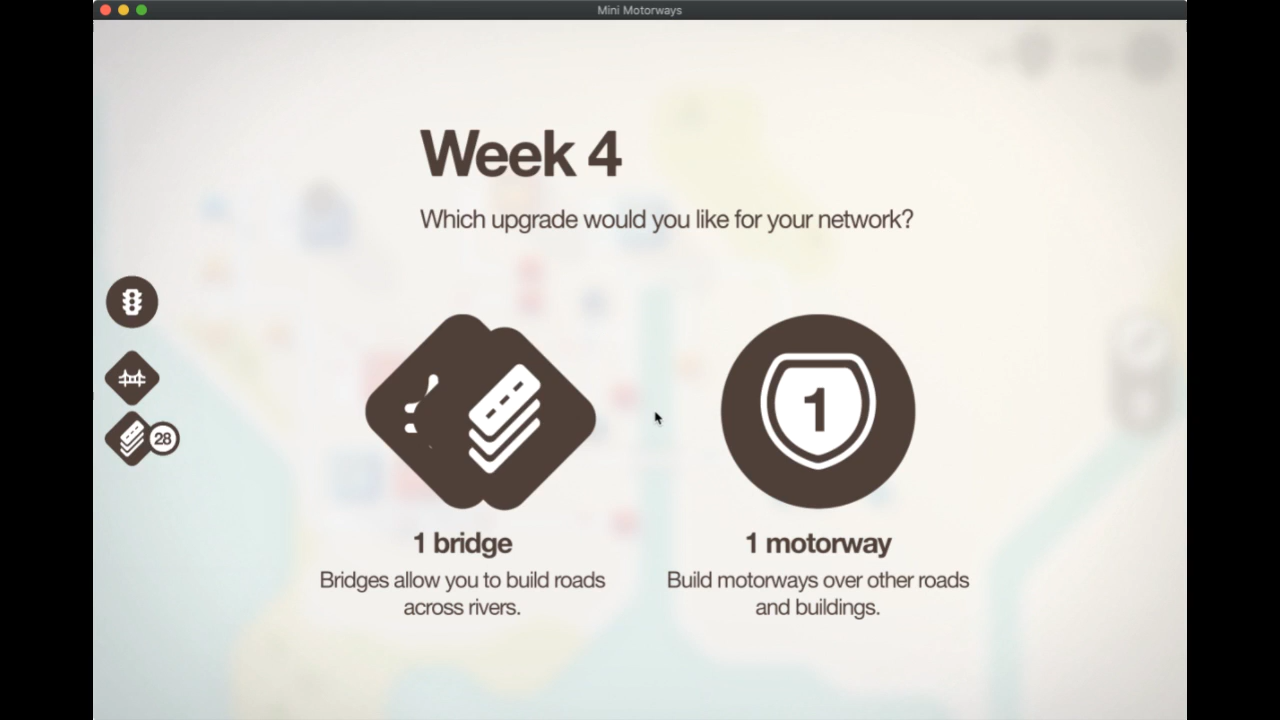 Mini Motorways
Week 4
Which upgrade would you like for your network?
28
1
1 bridge
Bridges allow you to build roads
across rivers.
1 motorway
Build motorways over other roads
and buildings.